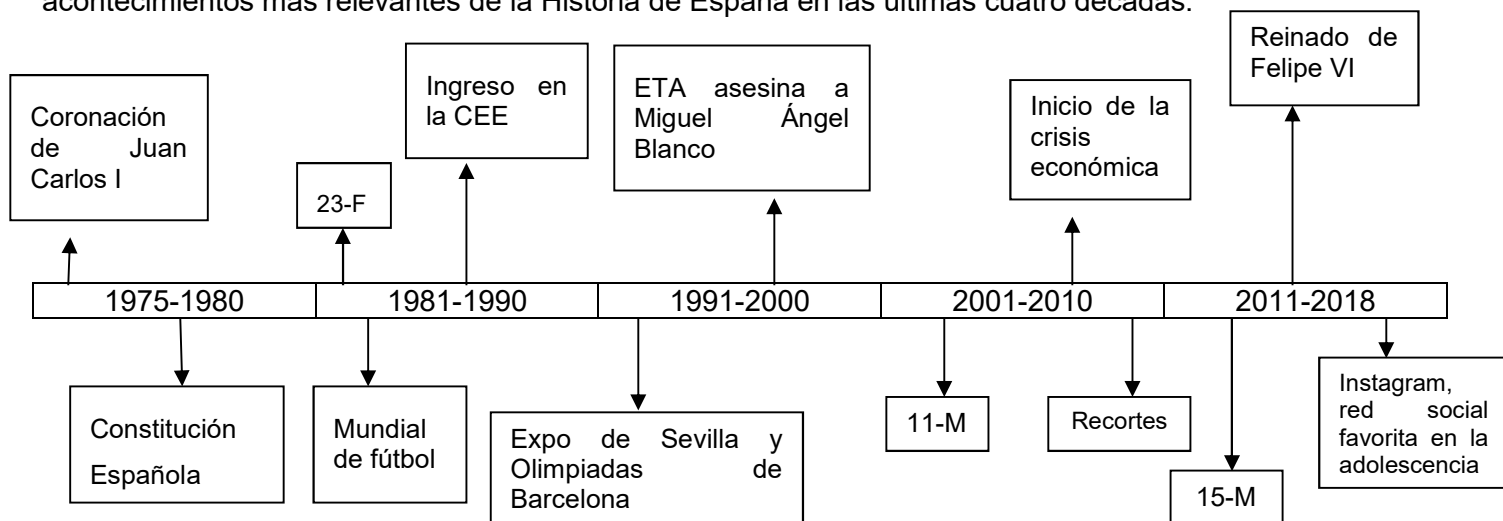 acontecimientos más relevantes de la Historia de España en las últimas cuatro décadas.
Coronación
de Juan
Carlos I
23-F
Ingreso en
la CEE
ETA asesina a
Miguel Ángel
Blanco
Inicio de la
crisis
económica
Reinado de
Felipe VI
1975-1980
1981-1990
1991-2000
2001-2010
2011-2018
Constitución
Española
Mundial
de fútbol
Expo de Sevilla y
Olimpiadas de
Barcelona
11-M
Recortes
15-M
Instagram,
red social
favorita en la
adolescencia